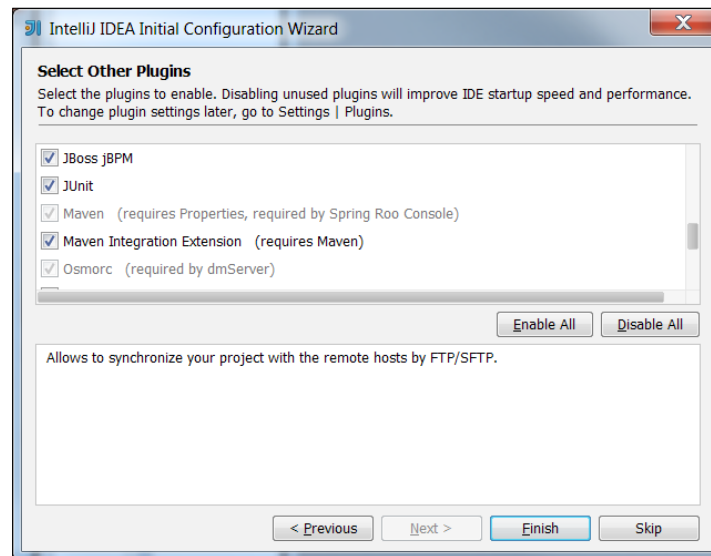 IntelliJ IDEA Initial Configuration Wizard
Select Other Plugins
Select the plugins to enable. Disabling unused plugins will improve IDE startup speed and performance.
To change plugin settings later, go to Settings | Plugins.
JBoss jBPM
JUnit
Maven (requires Properties, required by Spring Roo Console)
Maven Integration Extension (requires Maven)
Osmorc (required by dmServer)
Enable All Disable All
Allows to synchronize your project with the remote hosts by FTP/SFTP.
< Previous Next > Finish Skip